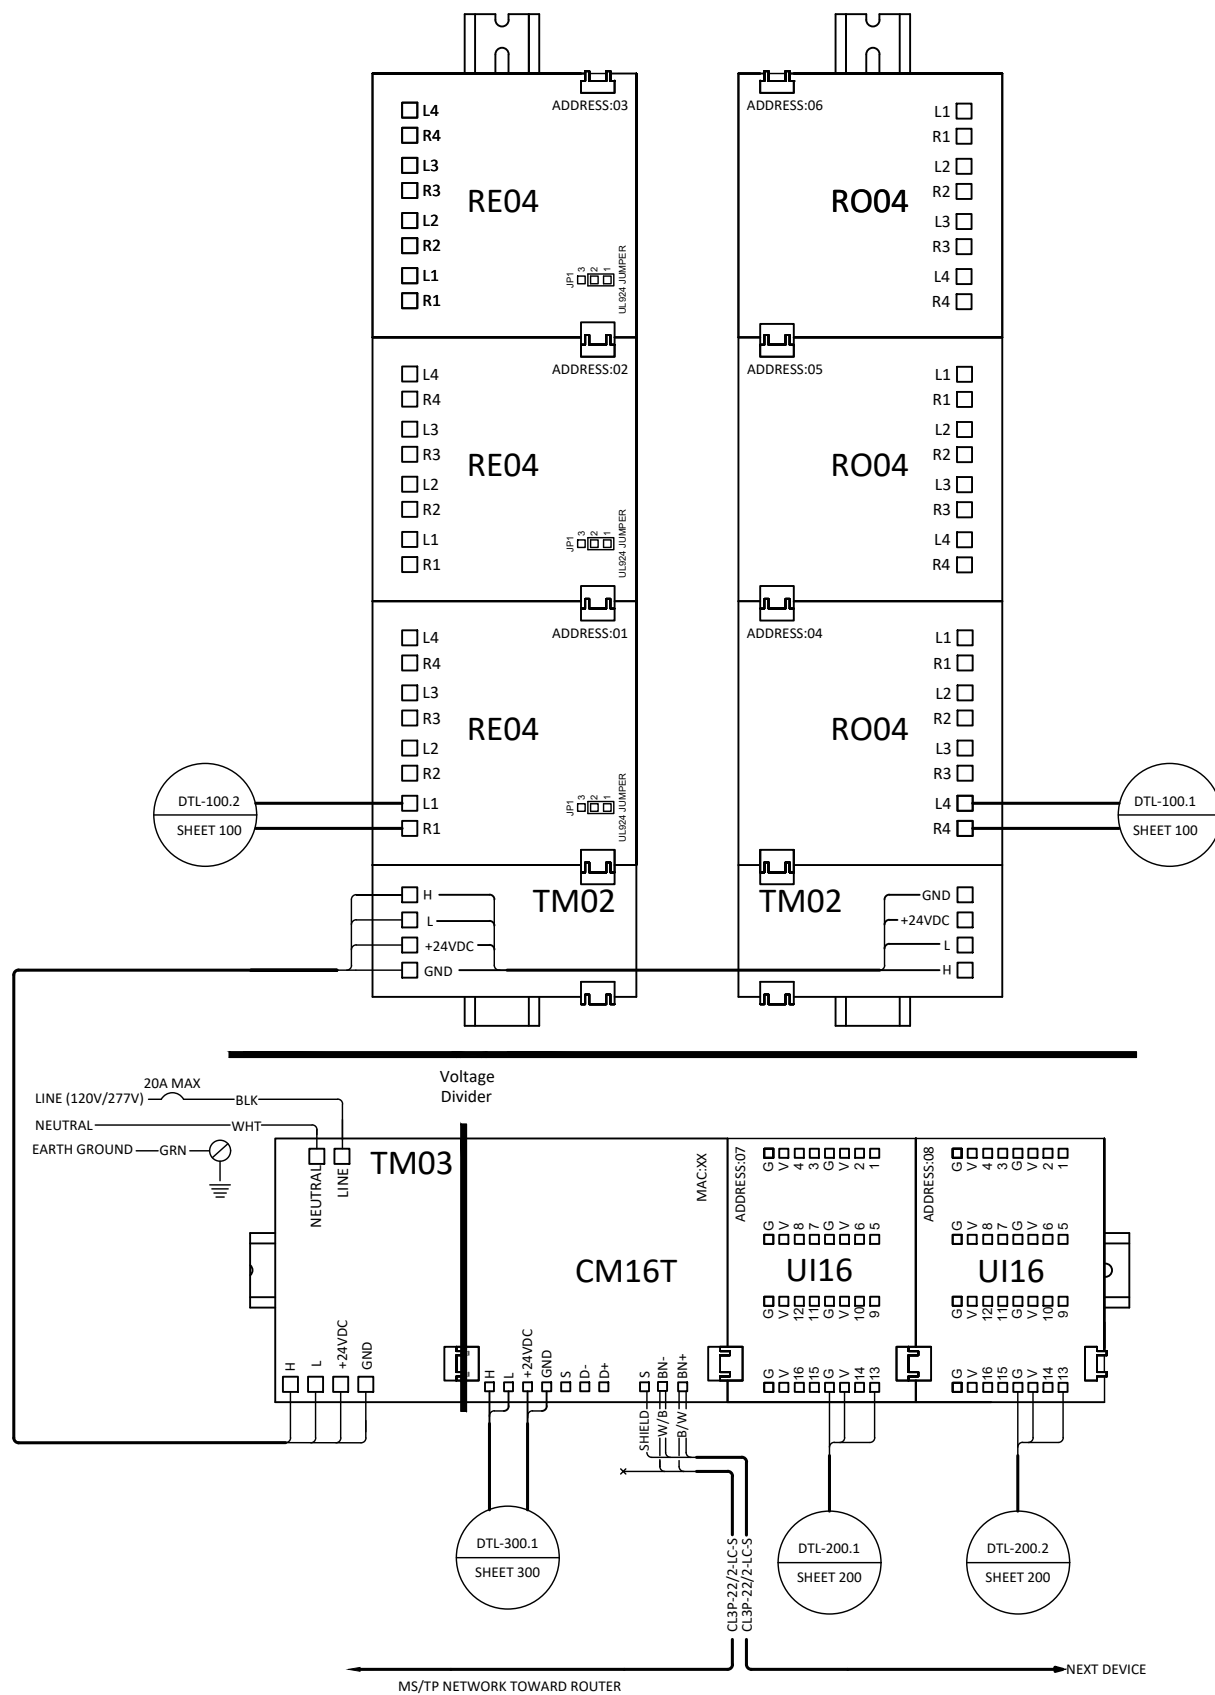 ADDRESS:03
L4
R4
L3
R3
L2
R2
L1
R1
RE04
JP1
3
2
1
UL924 JUMPER
ADDRESS:06
L1
R1
L2
R2
L3
R3
L4
R4
RO04
ADDRESS:02
L4
R4
L3
R3
L2
R2
L1
R1
RE04
JP1
3
2
1
UL924 JUMPER
ADDRESS:05
L1
R1
L2
R2
L3
R3
L4
R4
RO04
ADDRESS:01
L4
R4
L3
R3
L2
R2
L1
R1
RE04
JP1
3
2
1
UL924 JUMPER
ADDRESS:04
L1
R1
L2
R2
L3
R3
L4
R4
RO04
DTL-100.2
SHEET 100
DTL-100.1
SHEET 100
TM02
H
L
+24VDC
GND
TM02
GND
+24VDC
L
H
Voltage
Divider
20A MAX
LINE (120V/277V)
BLK
NEUTRAL
WHT
EARTH GROUND
GRN
NEUTRAL
LINE
TM03
H
L
+24VDC
GND
MAC:XX
CM16T
H
L
+24VDC
GND
S
D-
D+
S
BN-
BN+
SHIELD
W/B
B/W
ADDRESS:07
G V 4 3 G V 2 1
G V 8 7 G V 6 5
UI16
G V 12 11 G V 10 9
G V 16 15 G V 14 13
ADDRESS:08
G V 4 3 G V 2 1
G V 8 7 G V 6 5
UI16
G V 12 11 G V 10 9
G V 16 15 G V 14 13
DTL-300.1
SHEET 300
CL3P-22/2-LC-S
CL3P-22/2-LC-S
DTL-200.1
SHEET 200
DTL-200.2
SHEET 200
MS/TP NETWORK TOWARD ROUTER
NEXT DEVICE